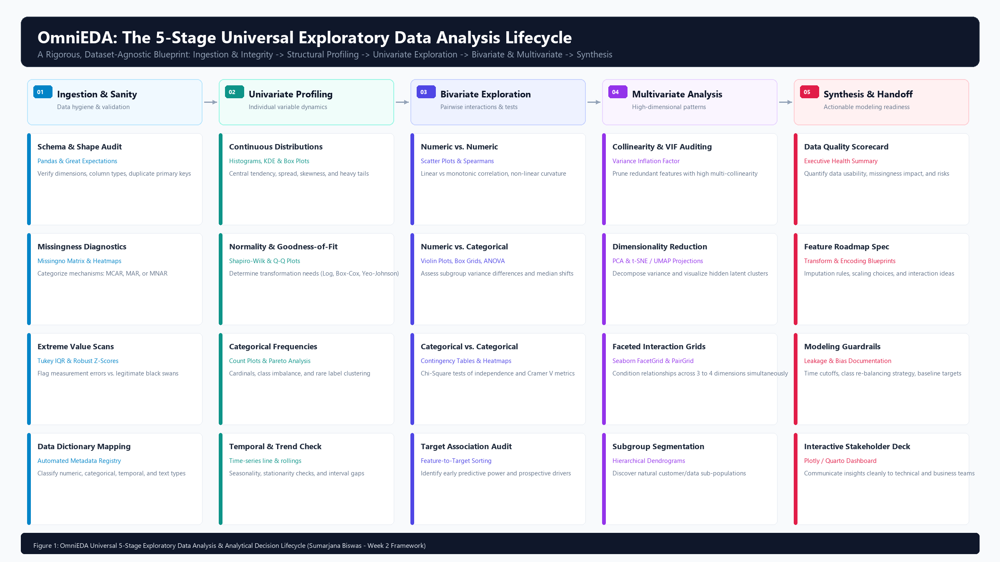 OmniEDA: The 5-Stage Universal Exploratory Data Analysis Lifecycle
A Rigorous, Dataset-Agnostic Blueprint: Ingestion & Integrity -> Structural Profiling -> Univariate Exploration -> Bivariate & Multivariate -> Synthesis
01
Ingestion & Sanity
Data hygiene & validation
Schema & Shape Audit
Pandas & Great Expectations
Verify dimensions, column types, duplicate primary keys
Missingness Diagnostics
Missingno Matrix & Heatmaps
Categorize mechanisms: MCAR, MAR, or MNAR
Extreme Value Scans
Tukey IQR & Robust Z-Scores
Flag measurement errors vs. legitimate black swans
Data Dictionary Mapping
Automated Metadata Registry
Classify numeric, categorical, temporal, and text types
02
Univariate Profiling
Individual variable dynamics
Continuous Distributions
Histograms, KDE & Box Plots
Central tendency, spread, skewness, and heavy tails
Normality & Goodness-of-Fit
Shapiro-Wilk & Q-Q Plots
Determine transformation needs (Log, Box-Cox, Yeo-Johnson)
Categorical Frequencies
Count Plots & Pareto Analysis
Cardinals, class imbalance, and rare label clustering
Temporal & Trend Check
Time-series line & rollings
Seasonality, stationarity checks, and interval gaps
03
Bivariate Exploration
Pairwise interactions & tests
Numeric vs. Numeric
Scatter Plots & Spearmans
Linear vs monotonic correlation, non-linear curvature
Numeric vs. Categorical
Violin Plots, Box Grids, ANOVA
Assess subgroup variance differences and median shifts
Categorical vs. Categorical
Contingency Tables & Heatmaps
Chi-Square tests of independence and Cramer V metrics
Target Association Audit
Feature-to-Target Sorting
Identify early predictive power and prospective drivers
04
Multivariate Analysis
High-dimensional patterns
Collinearity & VIF Auditing
Variance Inflation Factor
Prune redundant features with high multi-collinearity
Dimensionality Reduction
PCA & t-SNE / UMAP Projections
Decompose variance and visualize hidden latent clusters
Faceted Interaction Grids
Seaborn FacetGrid & PairGrid
Condition relationships across 3 to 4 dimensions simultaneously
Subgroup Segmentation
Hierarchical Dendrograms
Discover natural customer/data sub-populations
05
Synthesis & Handoff
Actionable modeling readiness
Data Quality Scorecard
Executive Health Summary
Quantify data usability, missingness impact, and risks
Feature Roadmap Spec
Transform & Encoding Blueprints
Imputation rules, scaling choices, and interaction ideas
Modeling Guardrails
Leakage & Bias Documentation
Time cutoffs, class re-balancing strategy, baseline targets
Interactive Stakeholder Deck
Plotly / Quarto Dashboard
Communicate insights cleanly to technical and business teams
Figure 1: OmniEDA Universal 5-Stage Exploratory Data Analysis & Analytical Decision Lifecycle (Sumarjana Biswas - Week 2 Framework)